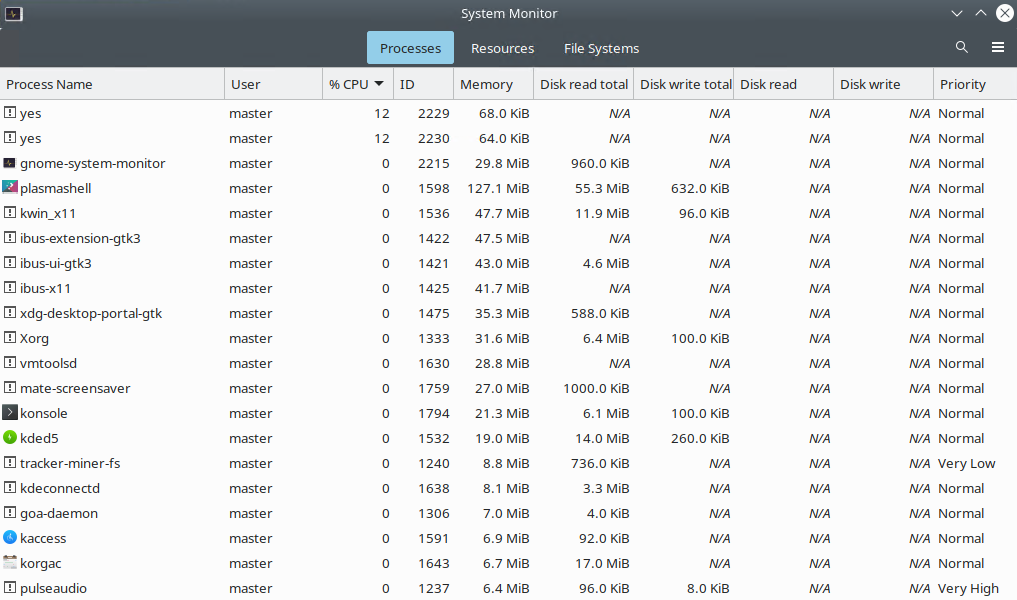 System Monitor
Processes Resources File Systems
Process Name User % CPU ID Memory Disk read total Disk write total Disk read Disk write Priority
yes master 12 2229 68.0 KiB N/A N/A N/A N/A Normal
yes master 12 2230 64.0 KiB N/A N/A N/A N/A Normal
gnome-system-monitor master 0 2215 29.8 MiB 960.0 KiB N/A N/A N/A Normal
plasmashell master 0 1598 127.1 MiB 55.3 MiB 632.0 KiB N/A N/A Normal
kwin_x11 master 0 1536 47.7 MiB 11.9 MiB 96.0 KiB N/A N/A Normal
ibus-extension-gtk3 master 0 1422 47.5 MiB N/A N/A N/A N/A Normal
ibus-ui-gtk3 master 0 1421 43.0 MiB 4.6 MiB N/A N/A N/A Normal
ibus-x11 master 0 1425 41.7 MiB N/A N/A N/A N/A Normal
xdg-desktop-portal-gtk master 0 1475 35.3 MiB 588.0 KiB N/A N/A N/A Normal
Xorg master 0 1333 31.6 MiB 6.4 MiB 100.0 KiB N/A N/A Normal
vmtoolsd master 0 1630 28.8 MiB N/A N/A N/A N/A Normal
mate-screensaver master 0 1759 27.0 MiB 1000.0 KiB N/A N/A N/A Normal
konsole master 0 1794 21.3 MiB 6.1 MiB 100.0 KiB N/A N/A Normal
kded5 master 0 1532 19.0 MiB 14.0 MiB 260.0 KiB N/A N/A Normal
tracker-miner-fs master 0 1240 8.8 MiB 736.0 KiB N/A N/A N/A Very Low
kdeconnectd master 0 1638 8.1 MiB 3.3 MiB N/A N/A N/A Normal
goa-daemon master 0 1306 7.0 MiB 4.0 KiB N/A N/A N/A Normal
kaccess master 0 1591 6.9 MiB 92.0 KiB N/A N/A N/A Normal
korgac master 0 1643 6.7 MiB 17.0 MiB N/A N/A N/A Normal
pulseaudio master 0 1237 6.4 MiB 96.0 KiB 8.0 KiB N/A N/A Very High